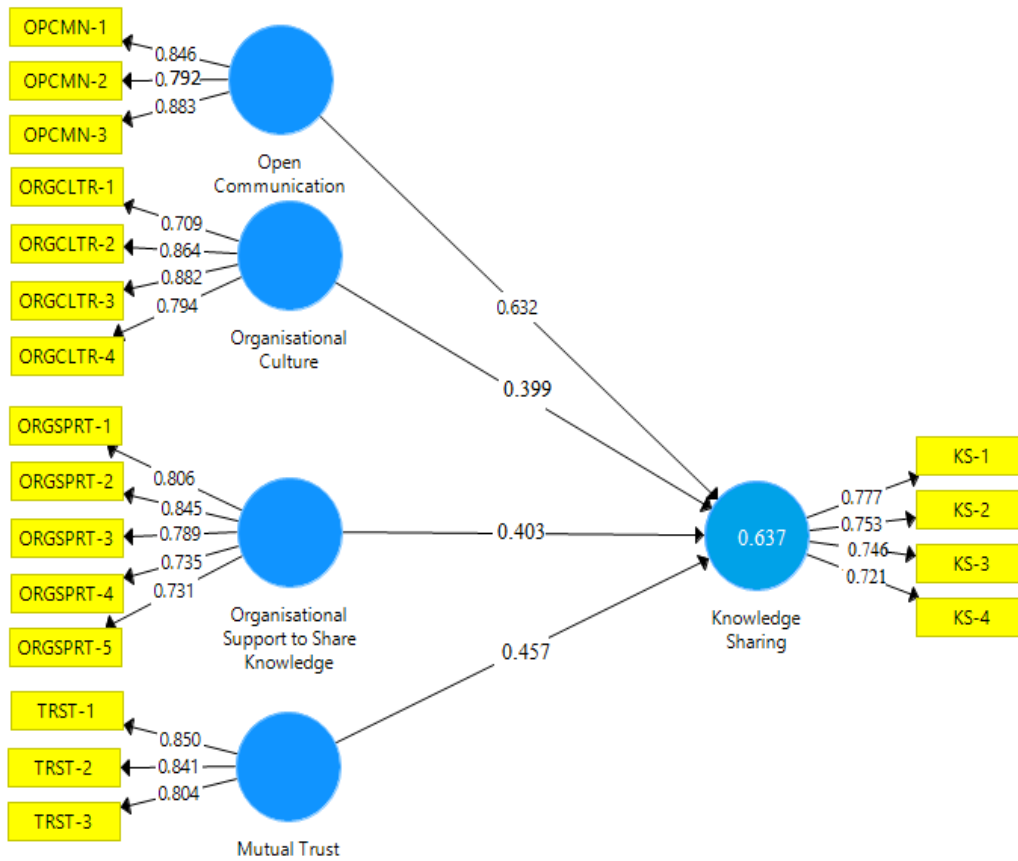 OPCMN-1
0.846
OPCMN-2
0.792
0.883
OPCMN-3
Open
Communication
ORGCLTR-1
0.709
ORGCLTR-2
0.864
0.882
ORGCLTR-3
0.794
ORGCLTR-4
Organisational
Culture
0.632
0.399
ORGSPRT-1
0.806
ORGSPRT-2
0.845
ORGSPRT-3
0.789
0.735
ORGSPRT-4
0.731
ORGSPRT-5
Organisational
Support to Share
Knowledge
0.403
0.457
TRST-1
0.850
TRST-2
0.841
0.804
TRST-3
Mutual Trust
0.637
Knowledge
Sharing
KS-1
0.777
KS-2
0.753
0.746
KS-3
0.721
KS-4